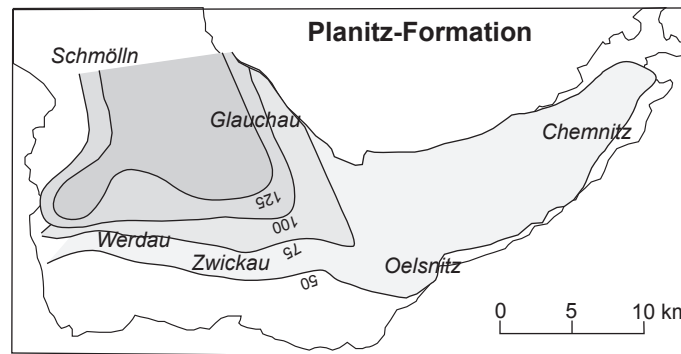 Planitz-Formation
Schmölln
Glauchau
Chemnitz
125
100
Werdau
75
Zwickau
Oelsnitz
50
0 5 10 km